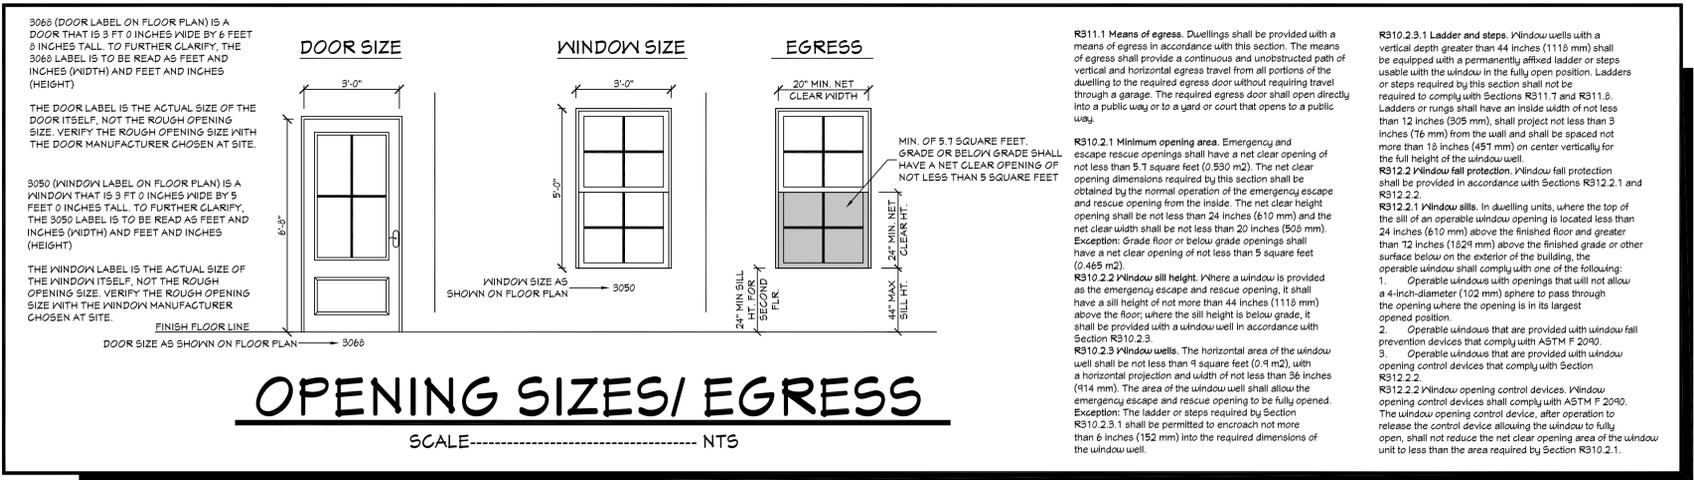 3068 (DOOR LABEL ON FLOOR PLAN) IS A
DOOR THAT IS 3 FT 0 INCHES WIDE BY 6 FEET
8 INCHES TALL. TO FURTHER CLARIFY, THE
3068 LABEL IS TO BE READ AS FEET AND
INCHES (WIDTH) AND FEET AND INCHES
(HEIGHT)
THE DOOR LABEL IS THE ACTUAL SIZE OF THE
DOOR ITSELF, NOT THE ROUGH OPENING
SIZE. VERIFY THE ROUGH OPENING SIZE WITH
THE DOOR MANUFACTURER CHOSEN AT SITE.
3050 (WINDOW LABEL ON FLOOR PLAN) IS A
WINDOW THAT IS 3 FT 0 INCHES WIDE BY 5
FEET 0 INCHES TALL. TO FURTHER CLARIFY,
THE 3050 LABEL IS TO BE READ AS FEET AND
INCHES (WIDTH) AND FEET AND INCHES
(HEIGHT)
THE WINDOW LABEL IS THE ACTUAL SIZE OF
THE WINDOW ITSELF, NOT THE ROUGH
OPENING SIZE. VERIFY THE ROUGH OPENING
SIZE WITH THE WINDOW MANUFACTURER
CHOSEN AT SITE.
FINISH FLOOR LINE
DOOR SIZE AS SHOWN ON FLOOR PLAN
3068
DOOR SIZE
3'-0"
6'-8"
WINDOW SIZE
3'-0"
5'-0"
WINDOW SIZE AS
SHOWN ON FLOOR PLAN
3050
EGRESS
20" MIN. NET
CLEAR WIDTH
MIN. OF 5.7 SQUARE FEET.
GRADE OR BELOW GRADE SHALL
HAVE A NET CLEAR OPENING OF
NOT LESS THAN 5 SQUARE FEET
24" MIN. NET
CLEAR HT.
24" MIN SILL
HT. FOR
SECOND
FLR.
44" MAX
SILL HT.
OPENING SIZES/ EGRESS
SCALE------------------------------------- NTS
R311.1 Means of egress. Dwellings shall be provided with a
means of egress in accordance with this section. The means
of egress shall provide a continuous and unobstructed path of
vertical and horizontal egress travel from all portions of the
dwelling to the required egress door without requiring travel
through a garage. The required egress door shall open directly
into a public way or to a yard or court that opens to a public
way.
R310.2.1 Minimum opening area. Emergency and
escape rescue openings shall have a net clear opening of
not less than 5.7 square feet (0.530 m2). The net clear
opening dimensions required by this section shall be
obtained by the normal operation of the emergency escape
and rescue opening from the inside. The net clear height
opening shall be not less than 24 inches (610 mm) and the
net clear width shall be not less than 20 inches (508 mm).
Exception: Grade floor or below grade openings shall
have a net clear opening of not less than 5 square feet
(0.465 m2).
R310.2.2 Window sill height. Where a window is provided
as the emergency escape and rescue opening, it shall
have a sill height of not more than 44 inches (1118 mm)
above the floor; where the sill height is below grade, it
shall be provided with a window well in accordance with
Section R310.2.3.
R310.2.3 Window wells. The horizontal area of the window
well shall be not less than 9 square feet (0.9 m2), with
a horizontal projection and width of not less than 36 inches
(914 mm). The area of the window well shall allow the
emergency escape and rescue opening to be fully opened.
Exception: The ladder or steps required by Section
R310.2.3.1 shall be permitted to encroach not more
than 6 inches (152 mm) into the required dimensions of
the window well.
R310.2.3.1 Ladder and steps. Window wells with a
vertical depth greater than 44 inches (1118 mm) shall
be equipped with a permanently affixed ladder or steps
usable with the window in the fully open position. Ladders
or steps required by this section shall not be
required to comply with Sections R311.7 and R311.8.
Ladders or rungs shall have an inside width of not less
than 12 inches (305 mm), shall project not less than 3
inches (76 mm) from the wall and shall be spaced not
more than 18 inches (457 mm) on center vertically for
the full height of the window well.
R312.2 Window fall protection. Window fall protection
shall be provided in accordance with Sections R312.2.1 and
R312.2.2.
R312.2.1 Window sills. In dwelling units, where the top of
the sill of an operable window opening is located less than
24 inches (610 mm) above the finished floor and greater
than 72 inches (1829 mm) above the finished grade or other
surface below on the exterior of the building, the
operable window shall comply with one of the following:
1. Operable windows with openings that will not allow
a 4-inch-diameter (102 mm) sphere to pass through
the opening where the opening is in its largest
opened position.
2. Operable windows that are provided with window fall
prevention devices that comply with ASTM F 2090.
3. Operable windows that are provided with window
opening control devices that comply with Section
R312.2.2.
R312.2.2 Window opening control devices. Window
opening control devices shall comply with ASTM F 2090.
The window opening control device, after operation to
release the control device allowing the window to fully
open, shall not reduce the net clear opening area of the window
unit to less than the area required by Section R310.2.1.